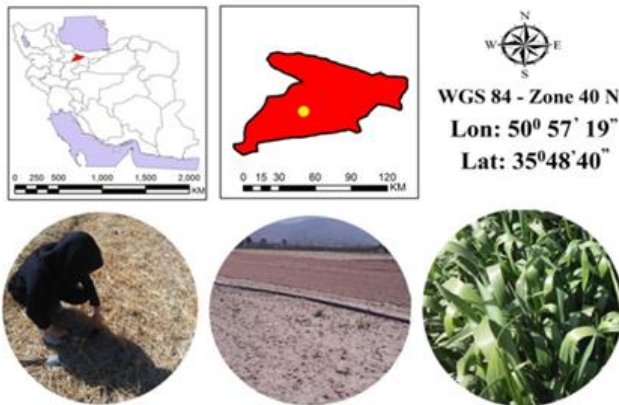 0 250 500 1,000 1,500 2,000
KM
0 15 30 60 90 120
KM
N
W E
S
WGS 84 - Zone 40 N
Lon: 50⁰ 57’ 19”
Lat: 35⁰48’40”